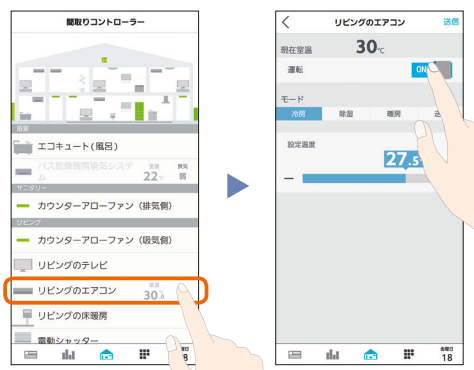 間取りコントローラー
浴室
エコキュート(風呂)
バス乾燥暖房換気システム
室温
22℃
換気
弱
サニタリー
カウンターアローファン (排気側)
リビング
カウンターアローファン (吸気側)
リビングのテレビ
リビングのエアコン
室温
30.0
リビングの床暖房
電動シャッター
リビングのエアコン
送信
現在室温
30℃
運転
ON
モード
冷房
除湿
暖房
設定温度
27.5
金曜日
18